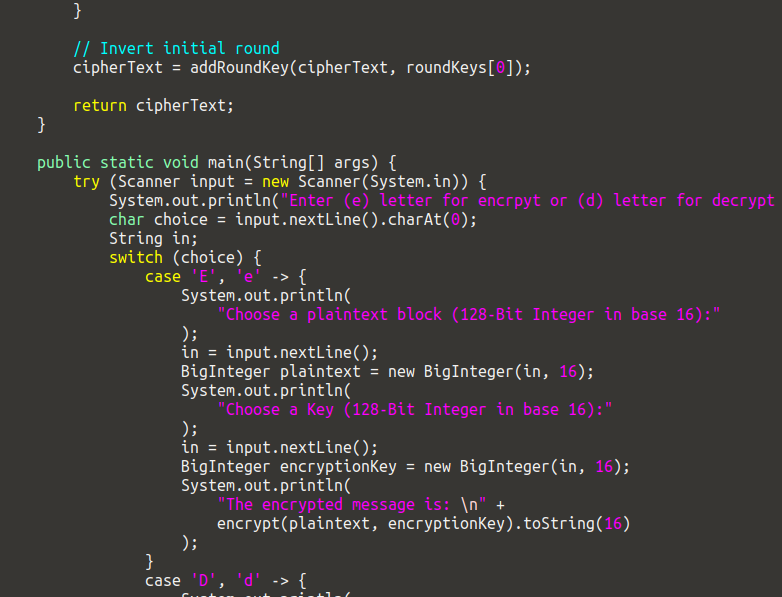 }
// Invert initial round
cipherText = addRoundKey(cipherText, roundKeys[0]);
return cipherText;
}
public static void main(String[] args) {
try (Scanner input = new Scanner(System.in)) {
System.out.println("Enter (e) letter for encrpyt or (d) letter for decrypt
char choice = input.nextLine().charAt(0);
String in;
switch (choice) {
case 'E', 'e' -> {
System.out.println(
"Choose a plaintext block (128-Bit Integer in base 16):"
);
in = input.nextLine();
BigInteger plaintext = new BigInteger(in, 16);
System.out.println(
"Choose a Key (128-Bit Integer in base 16):"
);
in = input.nextLine();
BigInteger encryptionKey = new BigInteger(in, 16);
System.out.println(
"The encrypted message is: \n" +
encrypt(plaintext, encryptionKey).toString(16)
);
}
case 'D', 'd' -> {
System.out.println(